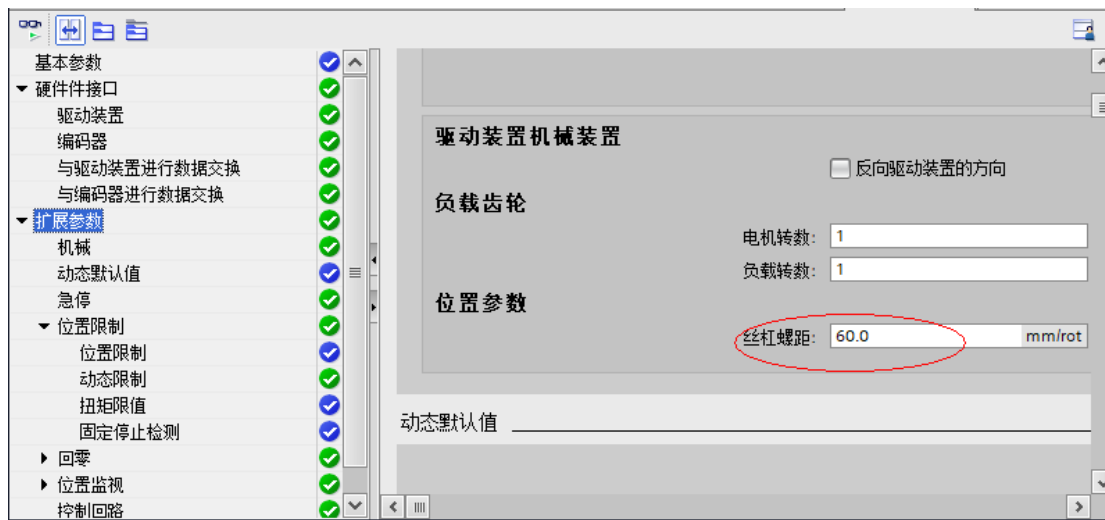 基本参数
硬件件接口
驱动装置
编码器
与驱动装置进行数据交换
与编码器进行数据交换
扩展参数
机械
动态默认值
急停
位置限制
位置限制
动态限制
扭矩限值
固定停止检测
回零
位置监视
控制回路
驱动装置机械装置
反向驱动装置的方向
负载齿轮
电机转数: 1
负载转数: 1
位置参数
丝杠螺距: 60.0 mm/rot
动态默认值